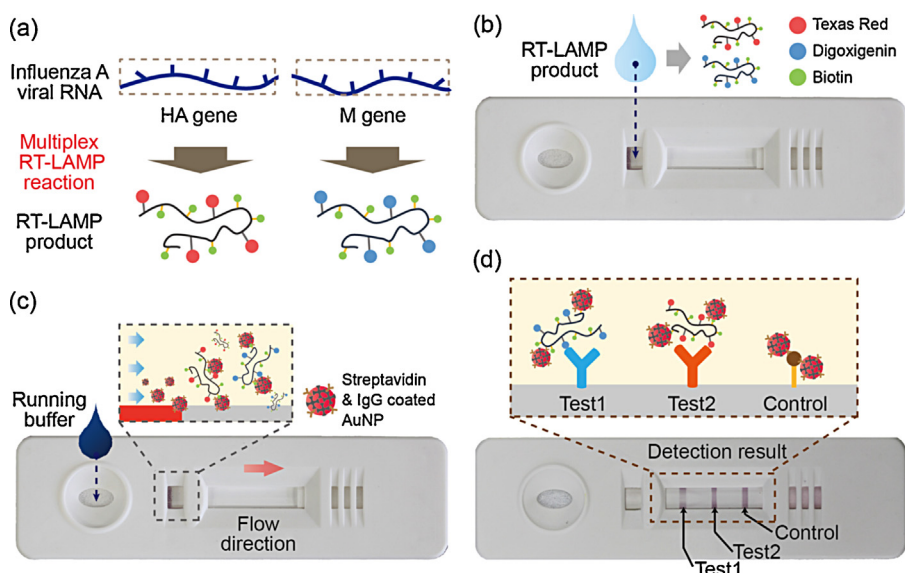 (a)
Influenza A
viral RNA
HA gene
M gene
Multiplex
RT-LAMP
reaction
RT-LAMP
product
(b)
RT-LAMP
product
Texas Red
Digoxigenin
Biotin
(c)
Running
buffer
Streptavidin
& IgG coated
AuNP
Flow
direction
(d)
Test1
Test2
Control
Detection result
Control
Test2
Test1